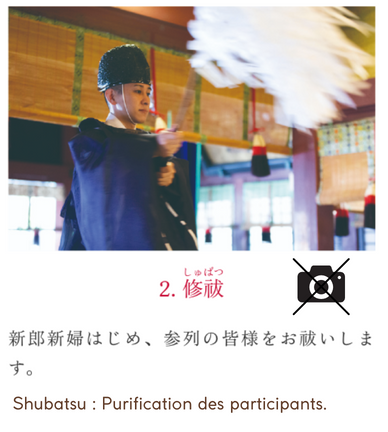 しゅばつ
2. 修祓
新郎新婦はじめ、参列の皆様をお祓いしま
す。
Shubatsu : Purification des participants.